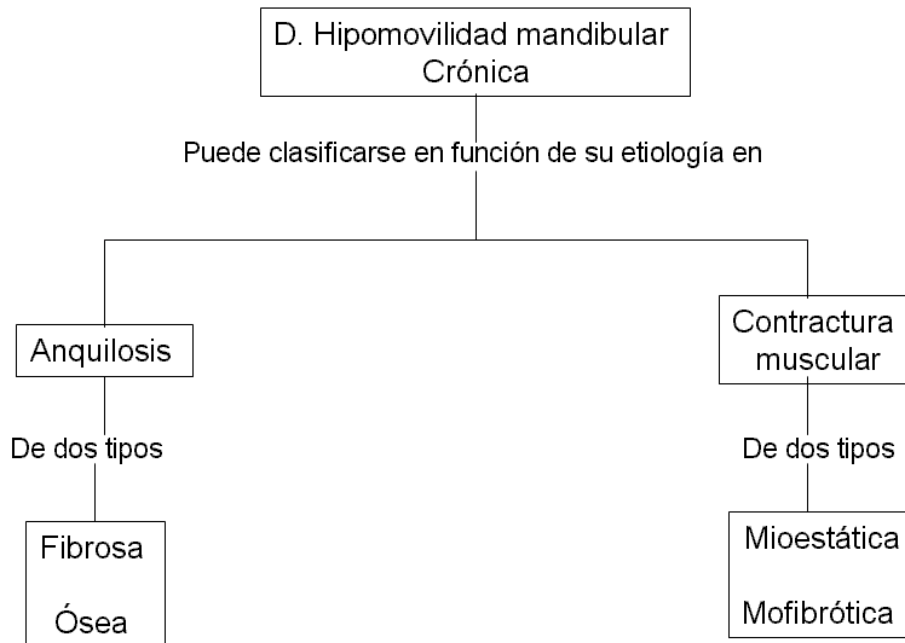 D. Hipomovilidad mandibular
Crónica
Puede clasificarse en función de su etiología en
Anquilosis
Contractura
muscular
De dos tipos
De dos tipos
Fibrosa
Ósea
Mioestática
Mofibrótica